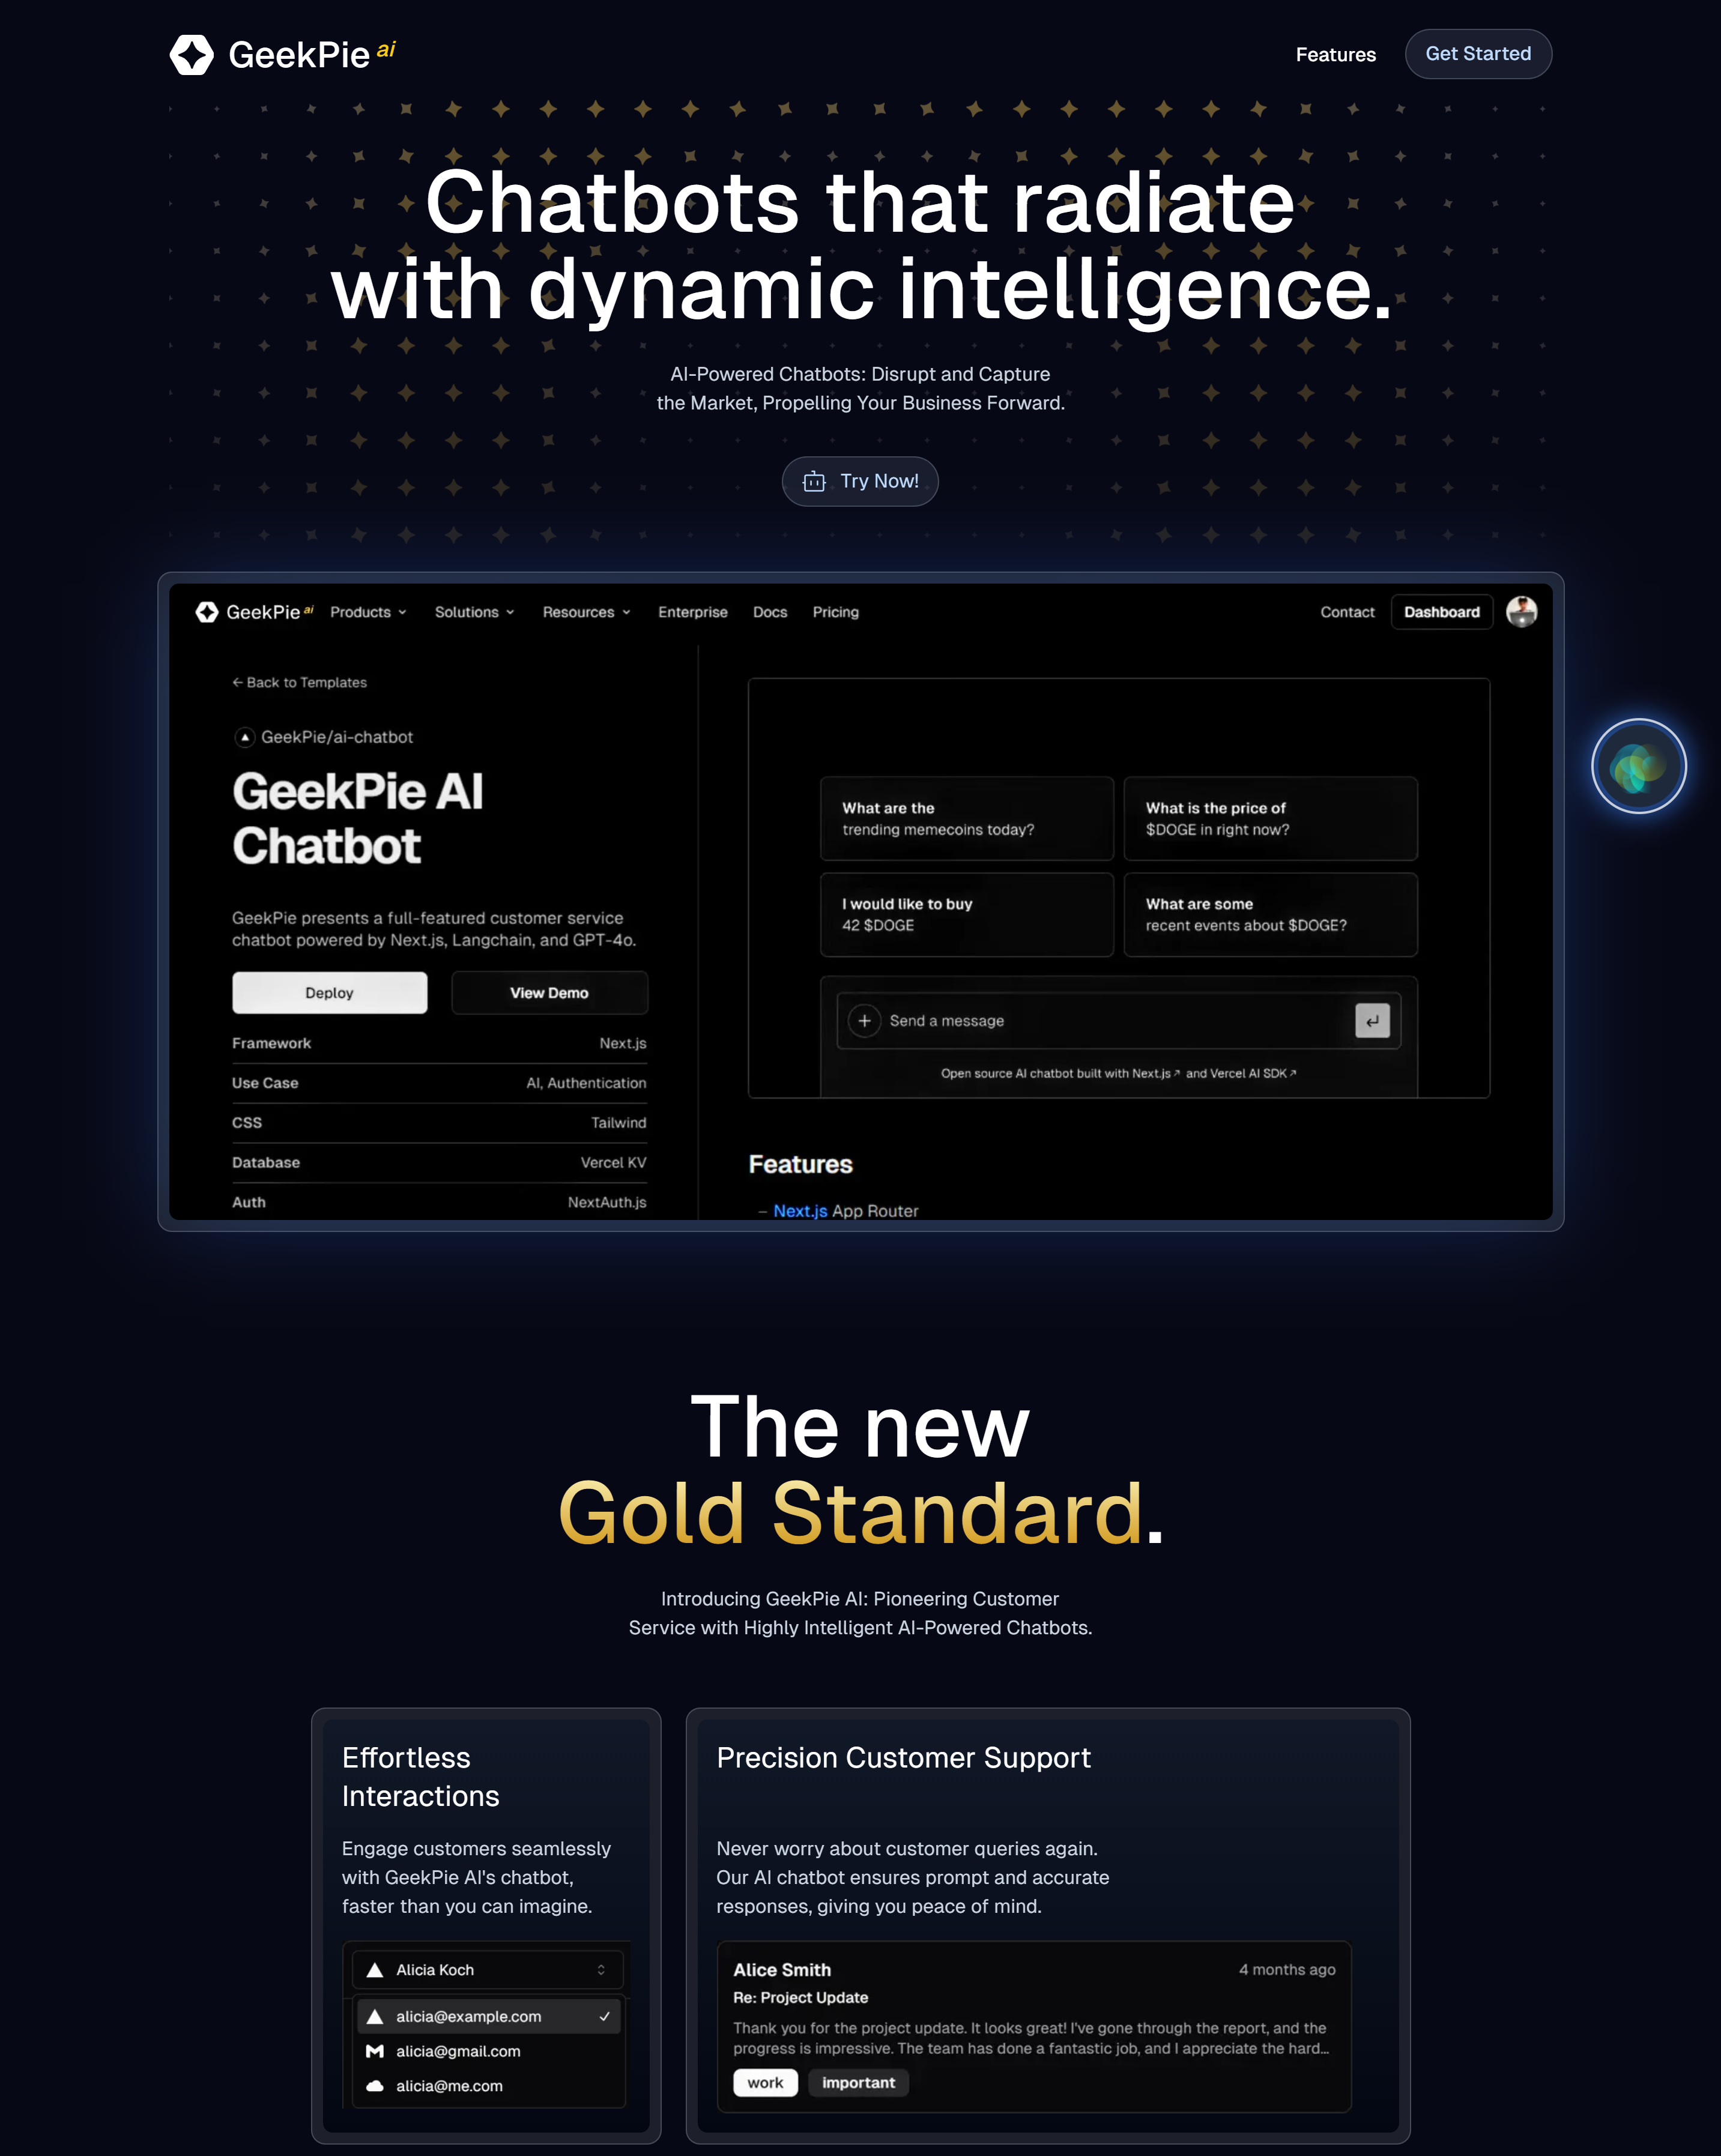 GeekPie ai
Features
Get Started
Chatbots that radiate
with dynamic intelligence.
AI-Powered Chatbots: Disrupt and Capture
the Market, Propelling Your Business Forward.
Try Now!
GeekPie ai
Products
Solutions
Resources
Enterprise
Docs
Pricing
Contact
Dashboard
← Back to Templates
GeekPie/ai-chatbot
GeekPie AI
Chatbot
GeekPie presents a full-featured customer service
chatbot powered by Next.js, Langchain, and GPT-4o.
Deploy
View Demo
Framework Next.js
Use Case AI, Authentication
CSS Tailwind
Database Vercel KV
Auth NextAuth.js
What are the
trending memecoins today?
What is the price of
$DOGE in right now?
I would like to buy
42 $DOGE
What are some
recent events about $DOGE?
Send a message
Open source AI chatbot built with Next.js↗ and Vercel AI SDK↗
Features
– Next.js App Router
The new
Gold Standard.
Introducing GeekPie AI: Pioneering Customer
Service with Highly Intelligent AI-Powered Chatbots.
Effortless
Interactions
Engage customers seamlessly
with GeekPie AI's chatbot,
faster than you can imagine.
Alicia Koch
alicia@example.com
alicia@gmail.com
alicia@me.com
Precision Customer Support
Never worry about customer queries again.
Our AI chatbot ensures prompt and accurate
responses, giving you peace of mind.
Alice Smith 4 months ago
Re: Project Update
Thank you for the project update. It looks great! I've gone through the report, and the
progress is impressive. The team has done a fantastic job, and I appreciate the hard...
work
important